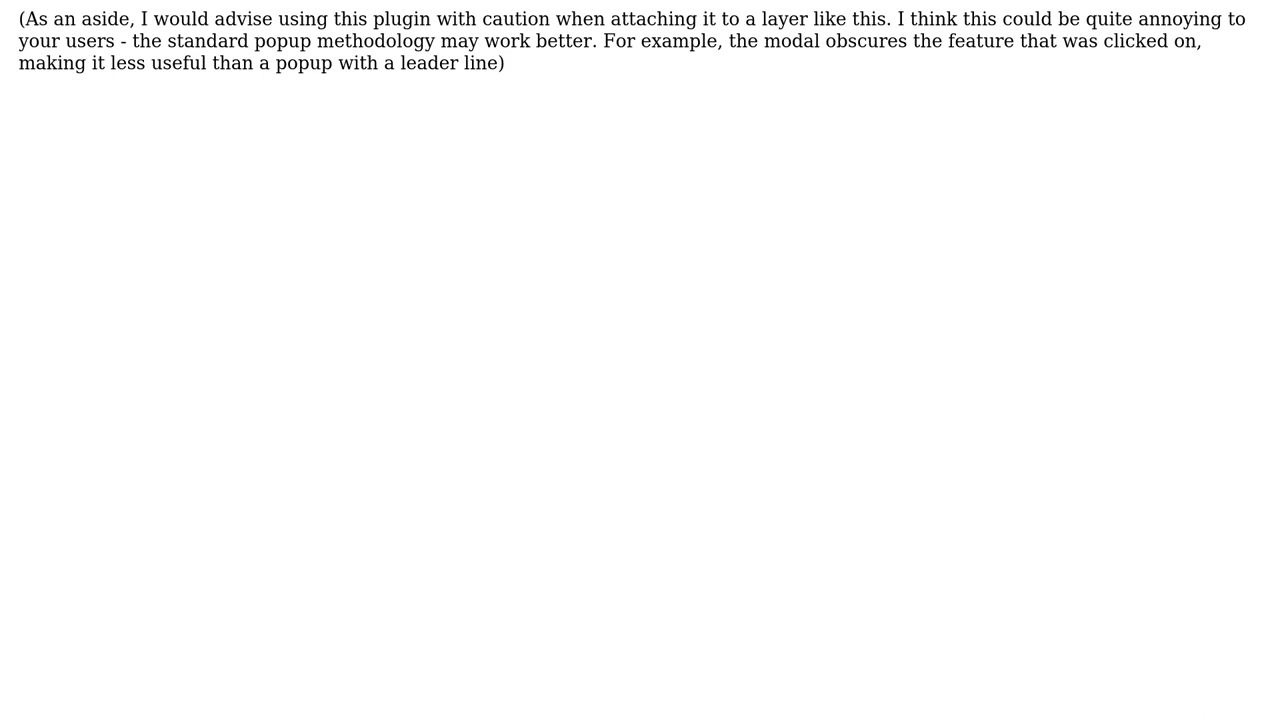 (As an aside, I would advise using this plugin with caution when attaching it to a layer like this. I think this could be quite annoying to
your users - the standard popup methodology may work better. For example, the modal obscures the feature that was clicked on,
making it less useful than a popup with a leader line)